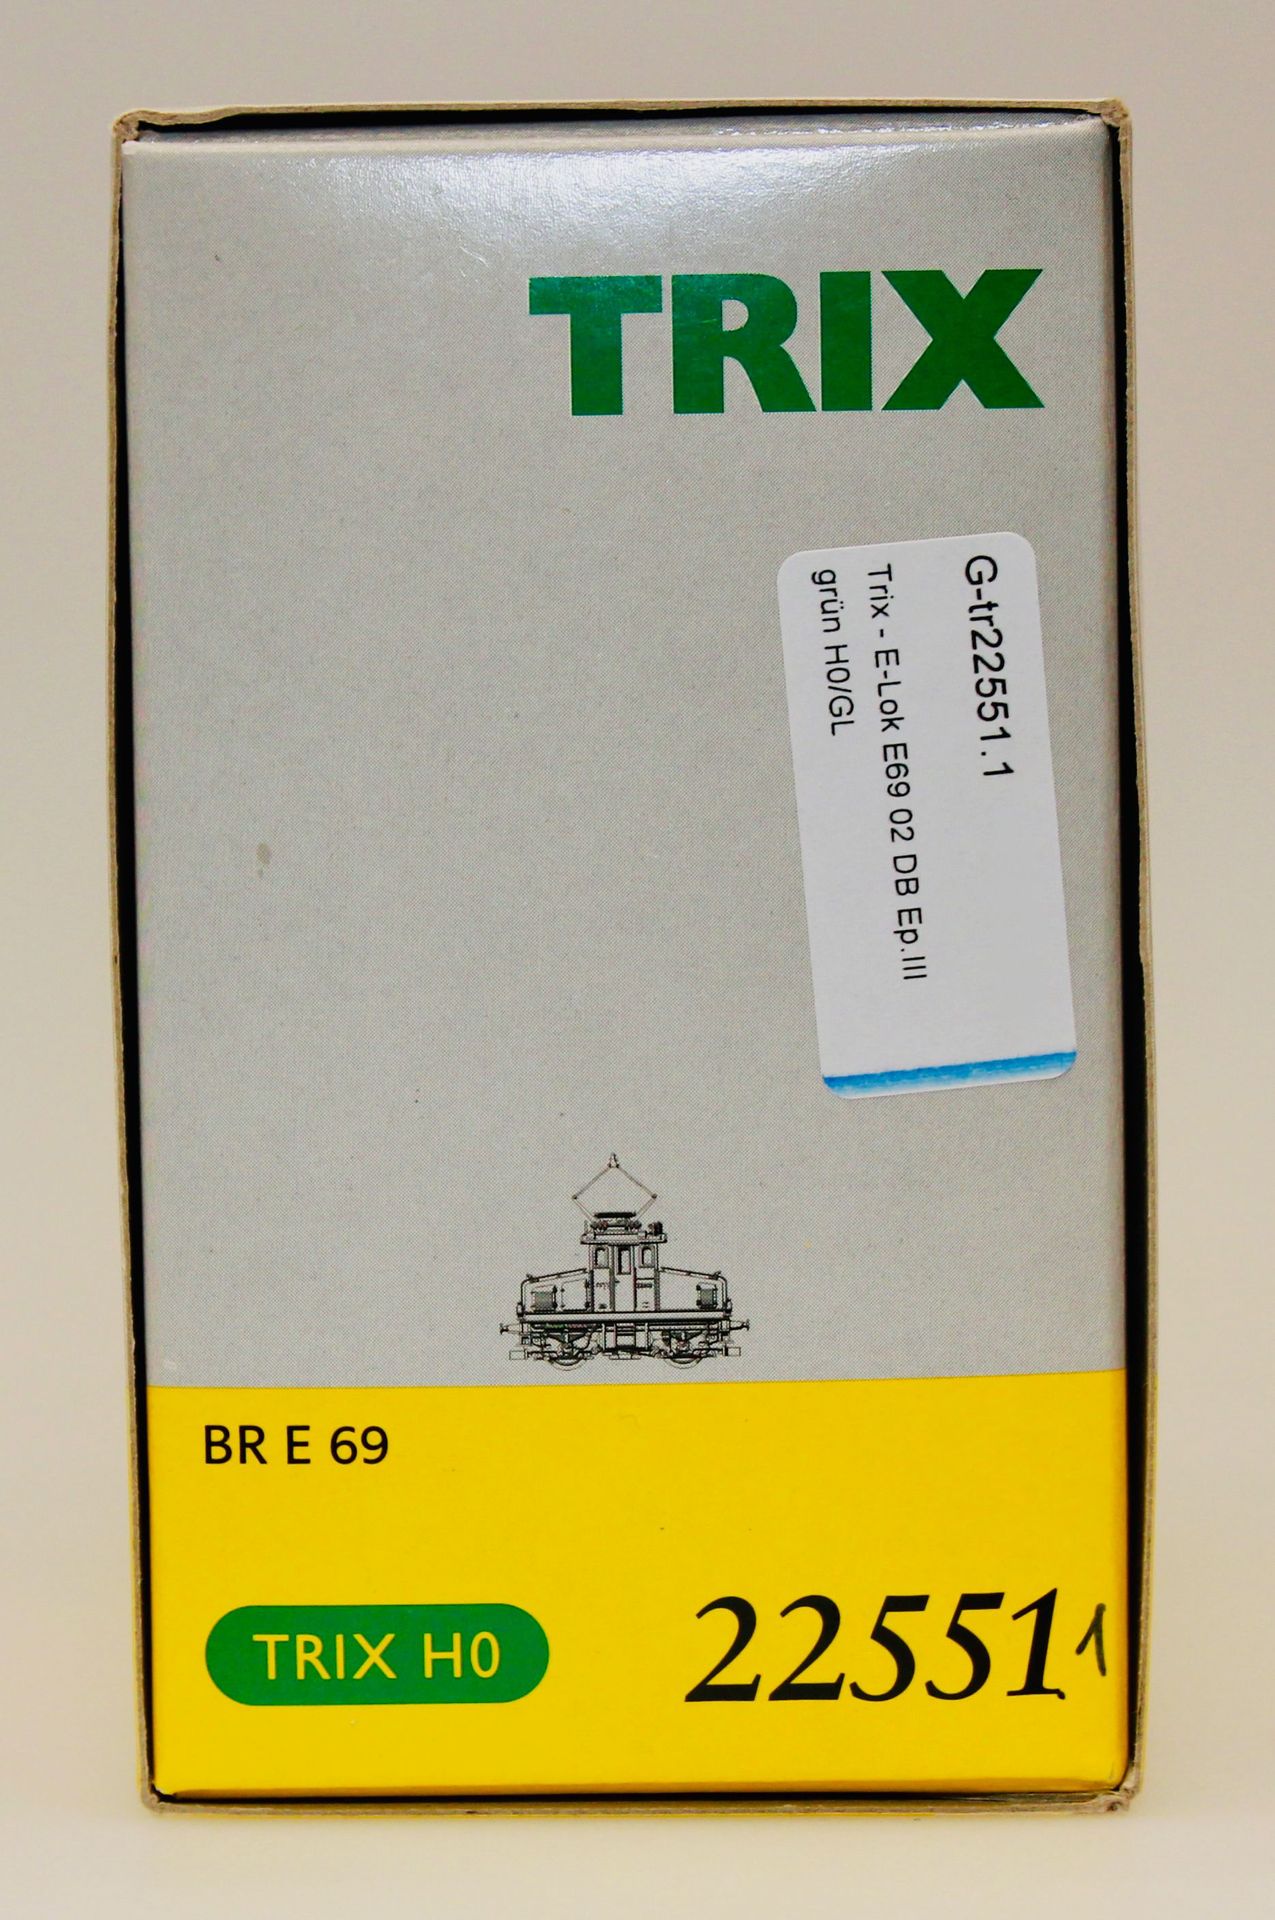 TRIX
G-tr22551.1
Trix - E-Lok E69 02 DB Ep.III
grün H0/GL
BR E 69
TRIX H0
22551.1